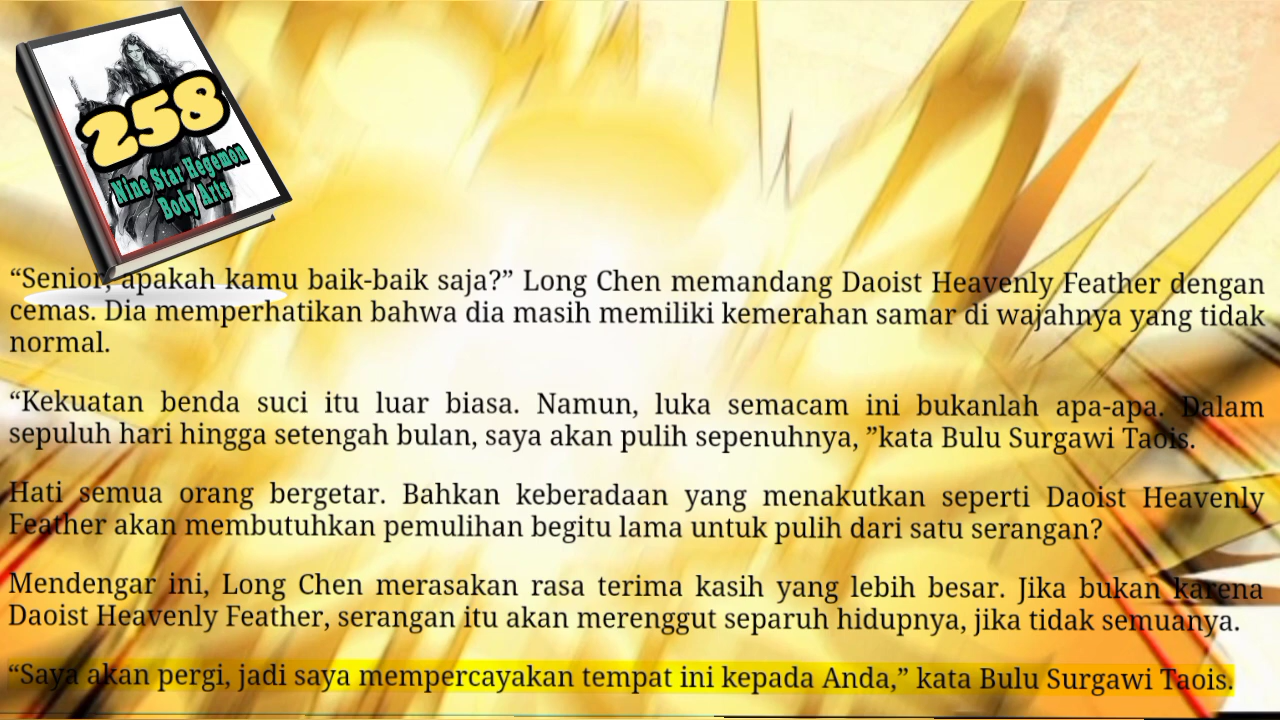 258
Nine Star Hegemon
Body Arts
“Senior, apakah kamu baik-baik saja?” Long Chen memandang Daoist Heavenly Feather dengan
cemas. Dia memperhatikan bahwa dia masih memiliki kemerahan samar di wajahnya yang tidak
normal.
“Kekuatan benda suci itu luar biasa. Namun, luka semacam ini bukanlah apa-apa. Dalam
sepuluh hari hingga setengah bulan, saya akan pulih sepenuhnya, ”kata Bulu Surgawi Taois.
Hati semua orang bergetar. Bahkan keberadaan yang menakutkan seperti Daoist Heavenly
Feather akan membutuhkan pemulihan begitu lama untuk pulih dari satu serangan?
Mendengar ini, Long Chen merasakan rasa terima kasih yang lebih besar. Jika bukan karena
Daoist Heavenly Feather, serangan itu akan merenggut separuh hidupnya, jika tidak semuanya.
“Saya akan pergi, jadi saya mempercayakan tempat ini kepada Anda,” kata Bulu Surgawi Taois.